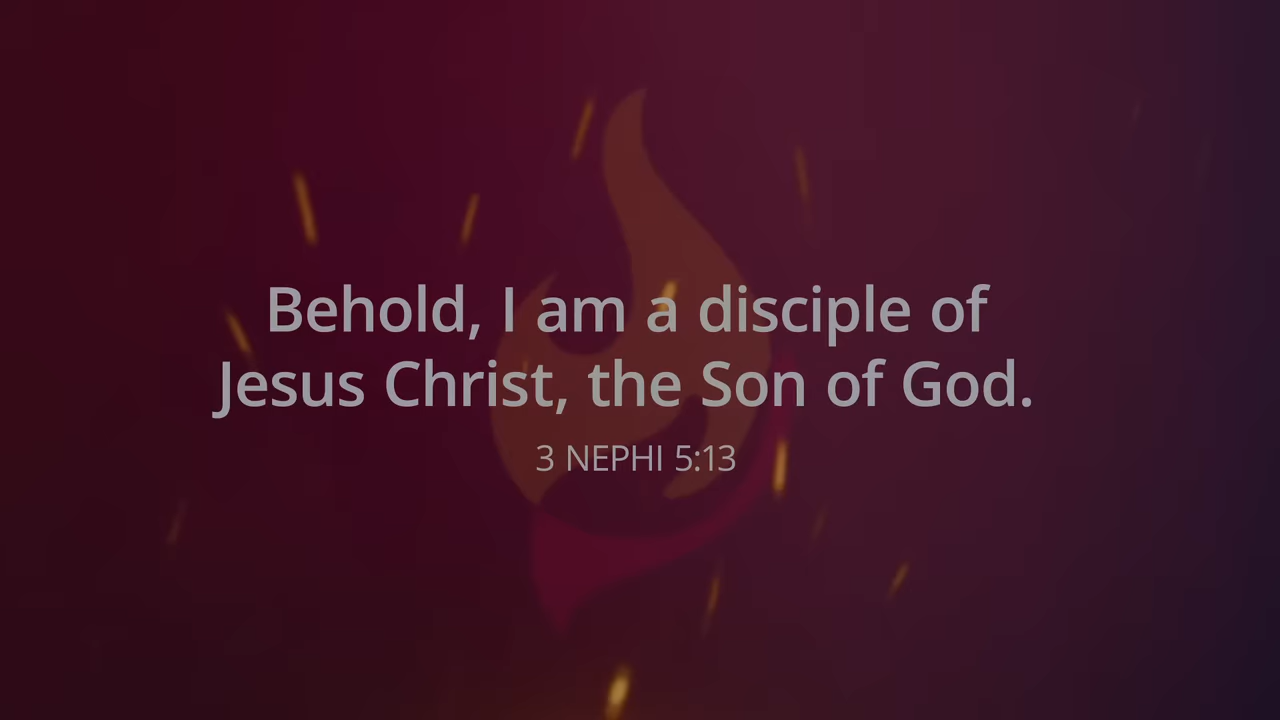 Behold, I am a disciple of
Jesus Christ, the Son of God.
3 NEPHI 5:13